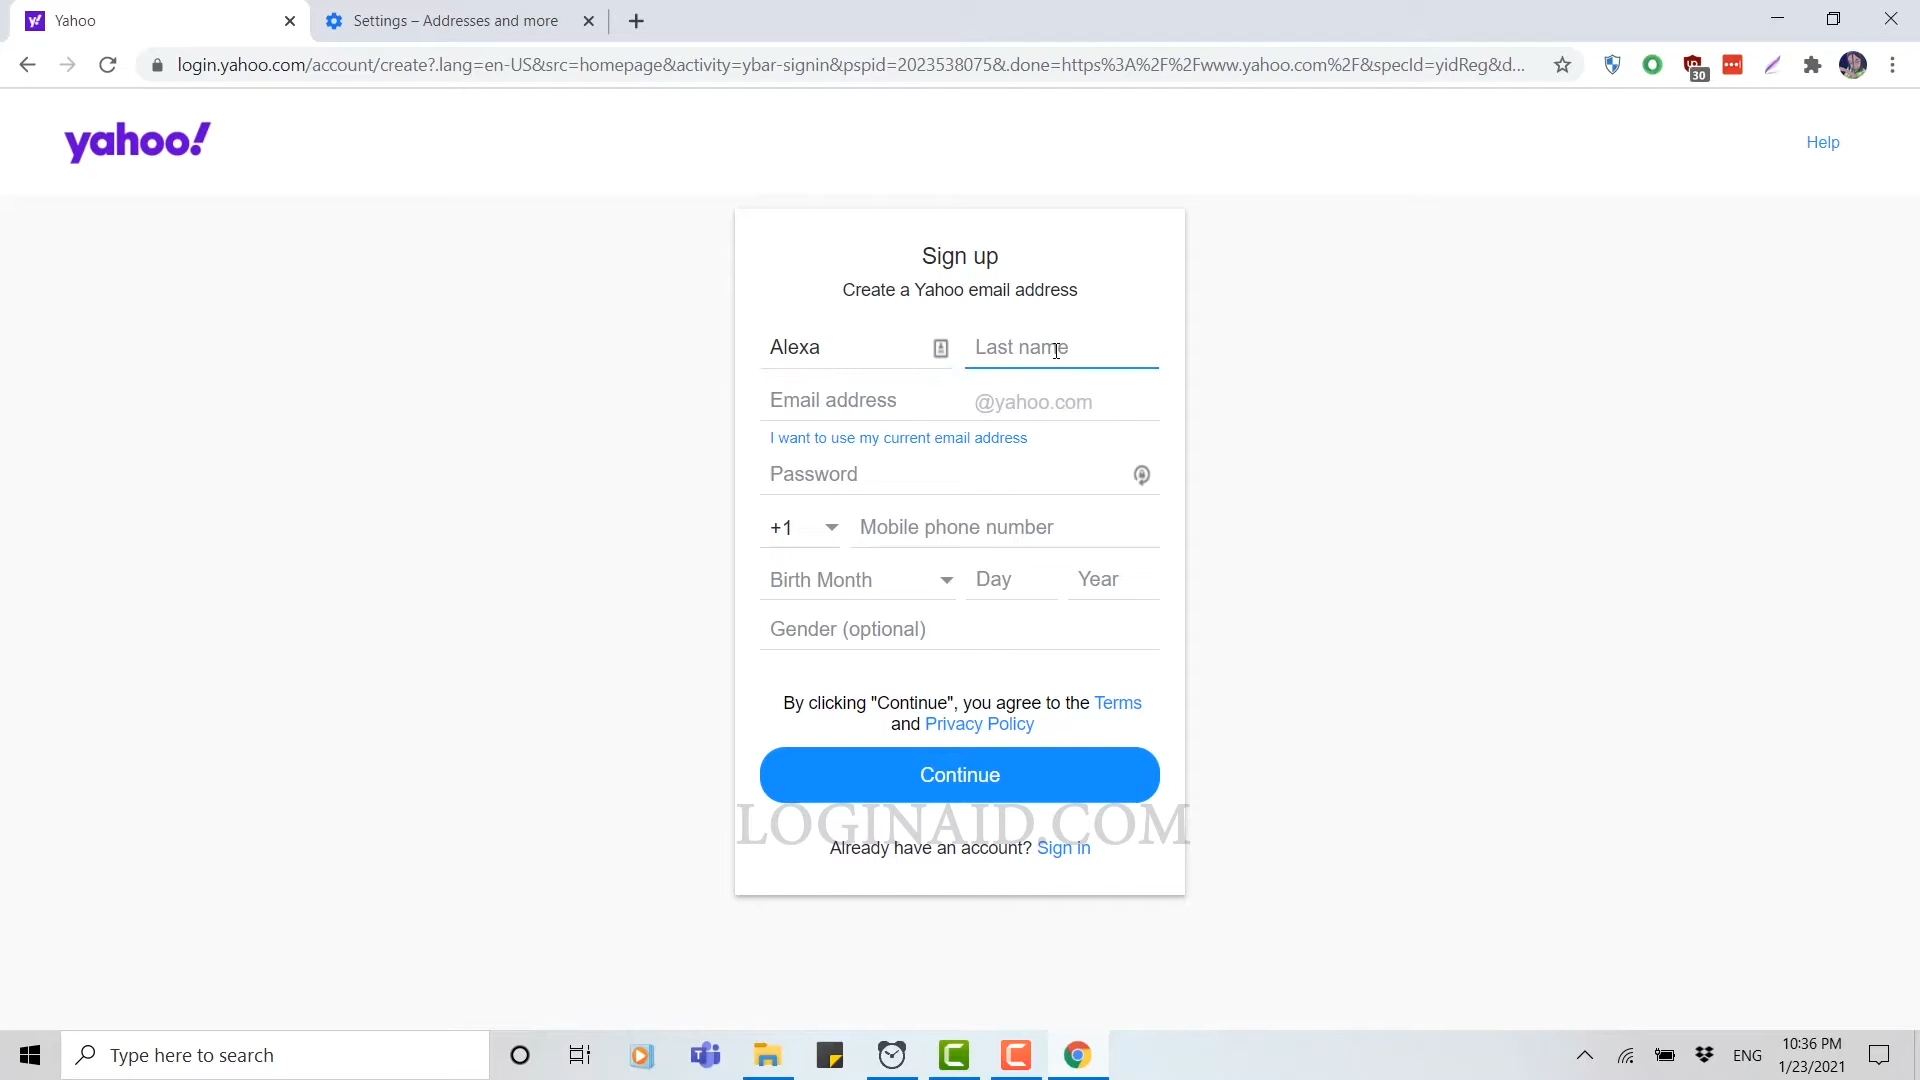 Yahoo
Settings – Addresses and more
login.yahoo.com/account/create?.lang=en-US&src=homepage&activity=ybar-signin&pspid=2023538075&.done=https%3A%2F%2Fwww.yahoo.com%2F&specId=yidReg&d...
30
yahoo!
Help
Sign up
Create a Yahoo email address
Alexa
Last name
Email address
@yahoo.com
I want to use my current email address
Password
+1
Mobile phone number
Birth Month
Day
Year
Gender (optional)
By clicking "Continue", you agree to the Terms
and Privacy Policy
Continue
LOGINAID.COM
Already have an account? Sign in
Type here to search
ENG
10:36 PM
1/23/2021